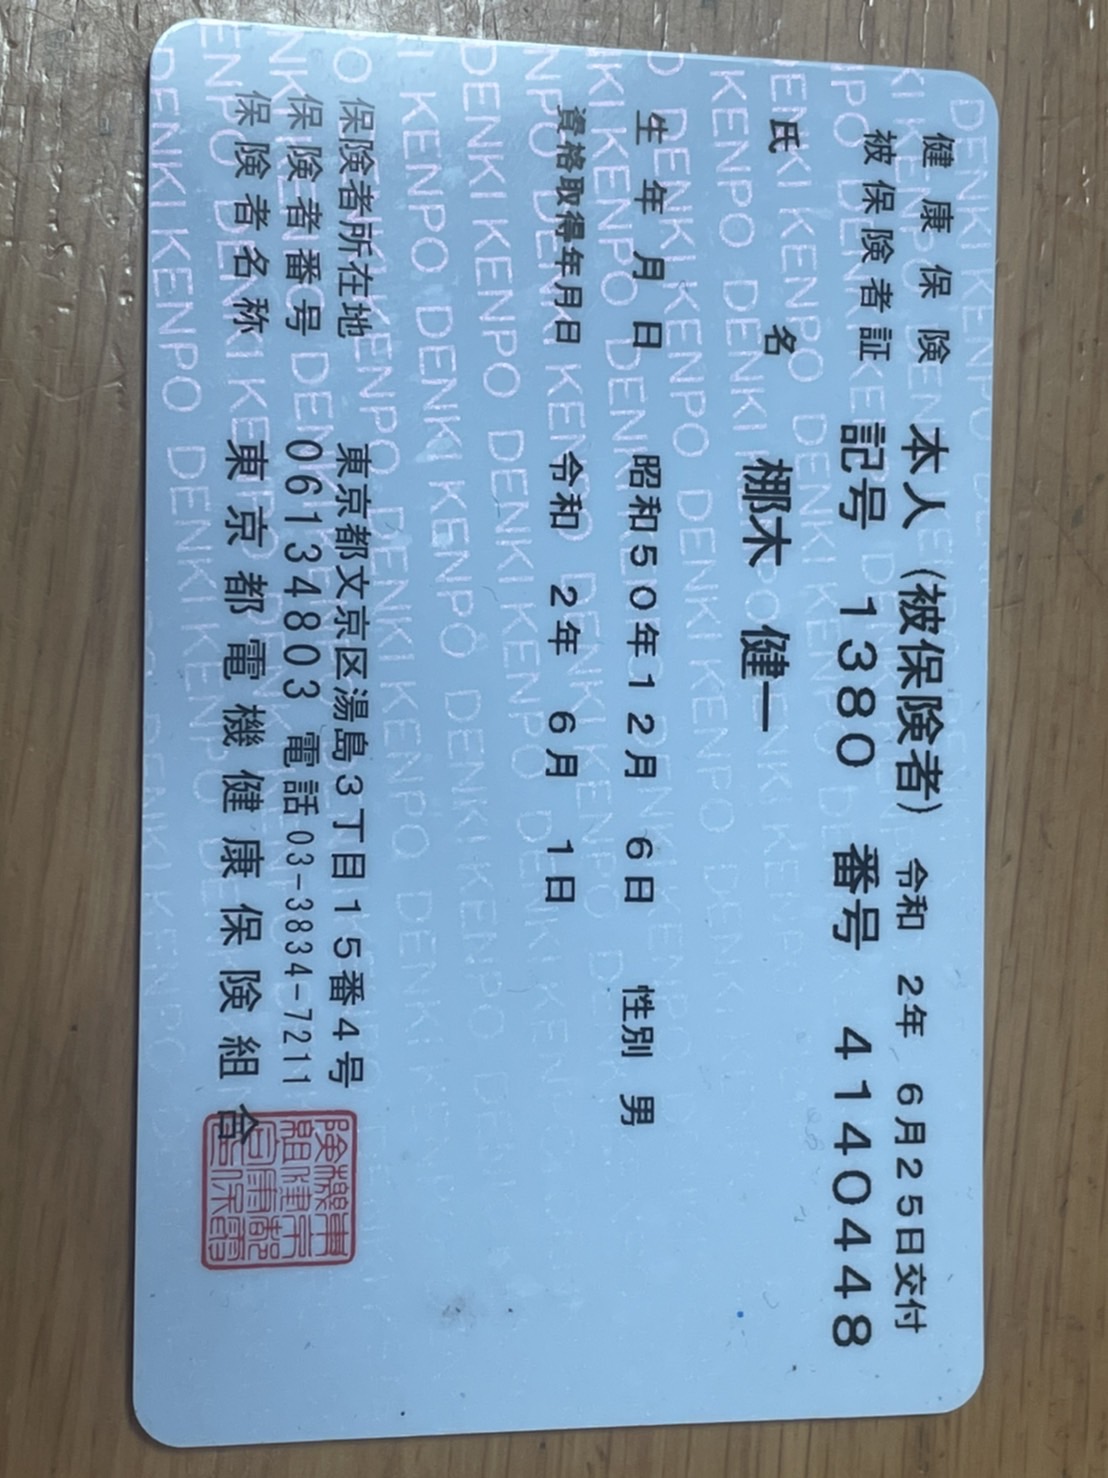 健康保険 本人(被保険者) 令和 2年 6月25日交付
被保険者証 記号 1380 番号 4140448
氏名 梛木 健一
生年月日 昭和50年12月 6日 性別 男
資格取得年月日 令和 2年 6月 1日
保険者所在地 東京都文京区湯島3丁目15番4号
保険者番号 06134803 電話03-3834-7211
保険者名称 東京都電機健康保険組合
DENKI KENPO